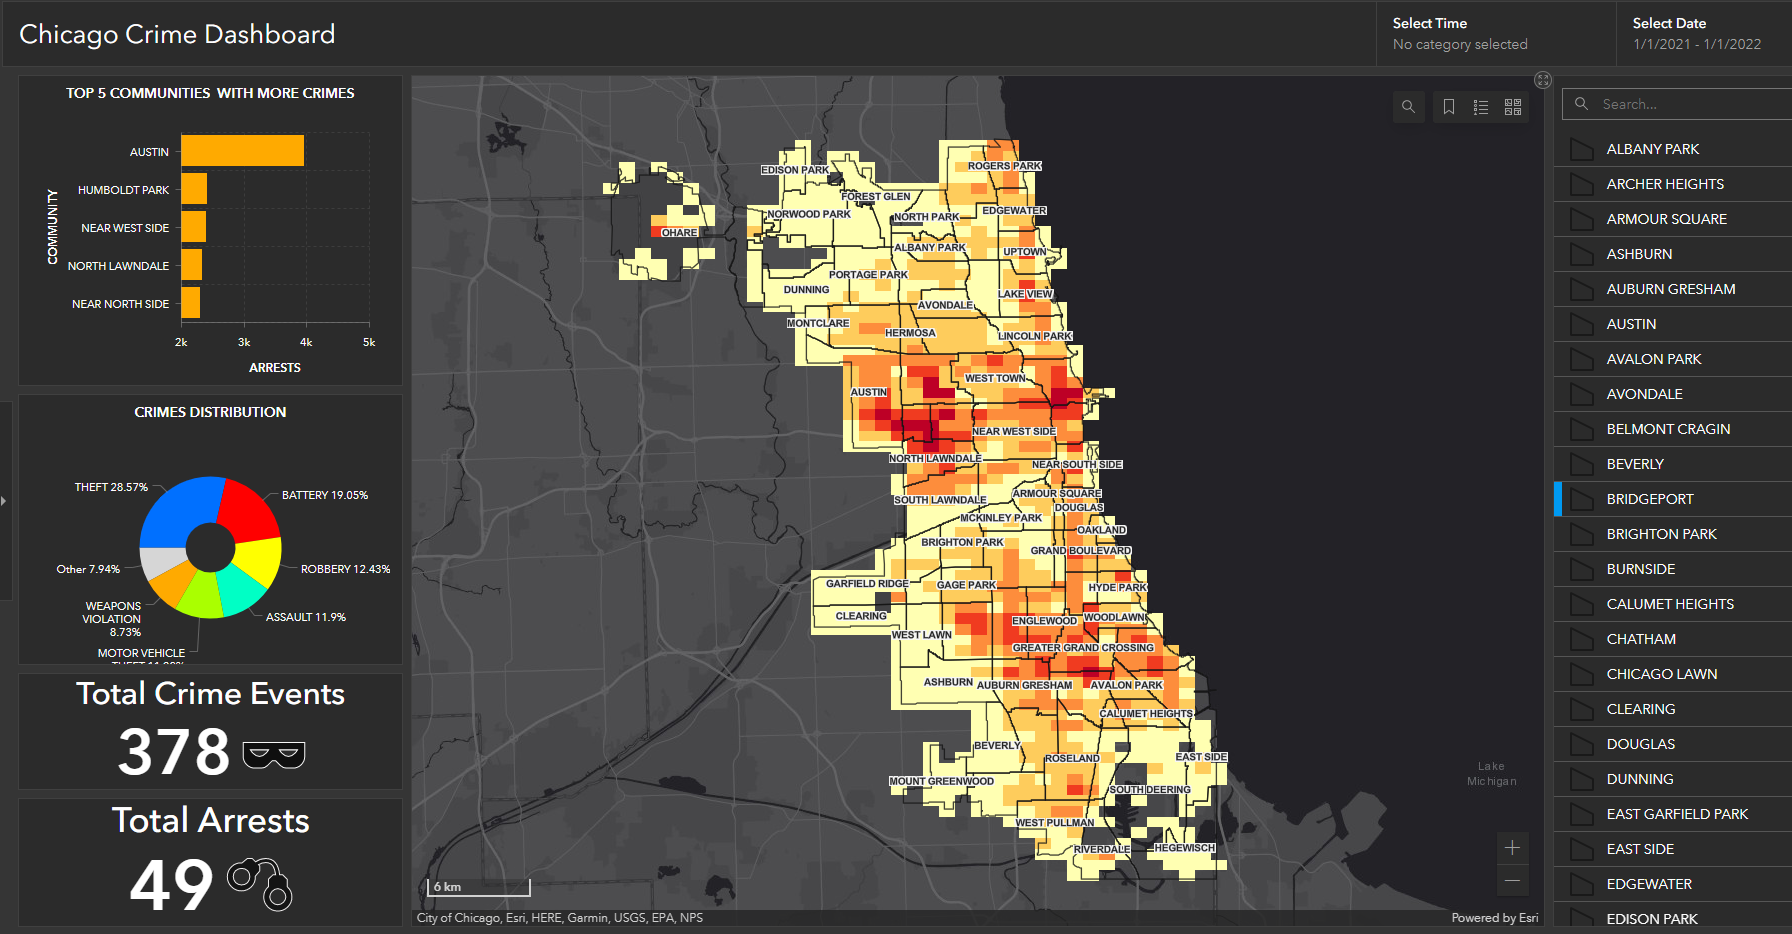 Chicago Crime Dashboard
Select Time
No category selected
Select Date
1/1/2021 - 1/1/2022
TOP 5 COMMUNITIES WITH MORE CRIMES
COMMUNITY
AUSTIN
HUMBOLDT PARK
NEAR WEST SIDE
NORTH LAWNDALE
NEAR NORTH SIDE
2k 3k 4k 5k
ARRESTS
CRIMES DISTRIBUTION
THEFT 28.57%
BATTERY 19.05%
ROBBERY 12.43%
ASSAULT 11.9%
MOTOR VEHICLE
WEAPONS
VIOLATION
8.73%
Other 7.94%
Total Crime Events
378
Total Arrests
49
EDISON PARK
ROGERS PARK
FOREST GLEN
NORWOOD PARK
NORTH PARK
EDGEWATER
OHARE
ALBANY PARK
UPTOWN
PORTAGE PARK
DUNNING
LAKE VIEW
AVONDALE
MONTCLARE
HERMOSA
LINCOLN PARK
WEST TOWN
AUSTIN
NEAR WEST SIDE
NORTH LAWNDALE
NEAR SOUTH SIDE
SOUTH LAWNDALE
ARMOUR SQUARE
DOUGLAS
MCKINLEY PARK
OAKLAND
BRIGHTON PARK
GRAND BOULEVARD
GARFIELD RIDGE
GAGE PARK
HYDE PARK
CLEARING
ENGLEWOOD
WOODLAWN
WEST LAWN
GREATER GRAND CROSSING
ASHBURN
AUBURN GRESHAM
AVALON PARK
CALUMET HEIGHTS
BEVERLY
ROSELAND
EAST SIDE
MOUNT GREENWOOD
SOUTH DEERING
WEST PULLMAN
RIVERDALE
HEGEWISCH
Lake
Michigan
6 km
City of Chicago, Esri, HERE, Garmin, USGS, EPA, NPS
Powered by Esri
Search...
ALBANY PARK
ARCHER HEIGHTS
ARMOUR SQUARE
ASHBURN
AUBURN GRESHAM
AUSTIN
AVALON PARK
AVONDALE
BELMONT CRAGIN
BEVERLY
BRIDGEPORT
BRIGHTON PARK
BURNSIDE
CALUMET HEIGHTS
CHATHAM
CHICAGO LAWN
CLEARING
DOUGLAS
DUNNING
EAST GARFIELD PARK
EAST SIDE
EDGEWATER
EDISON PARK